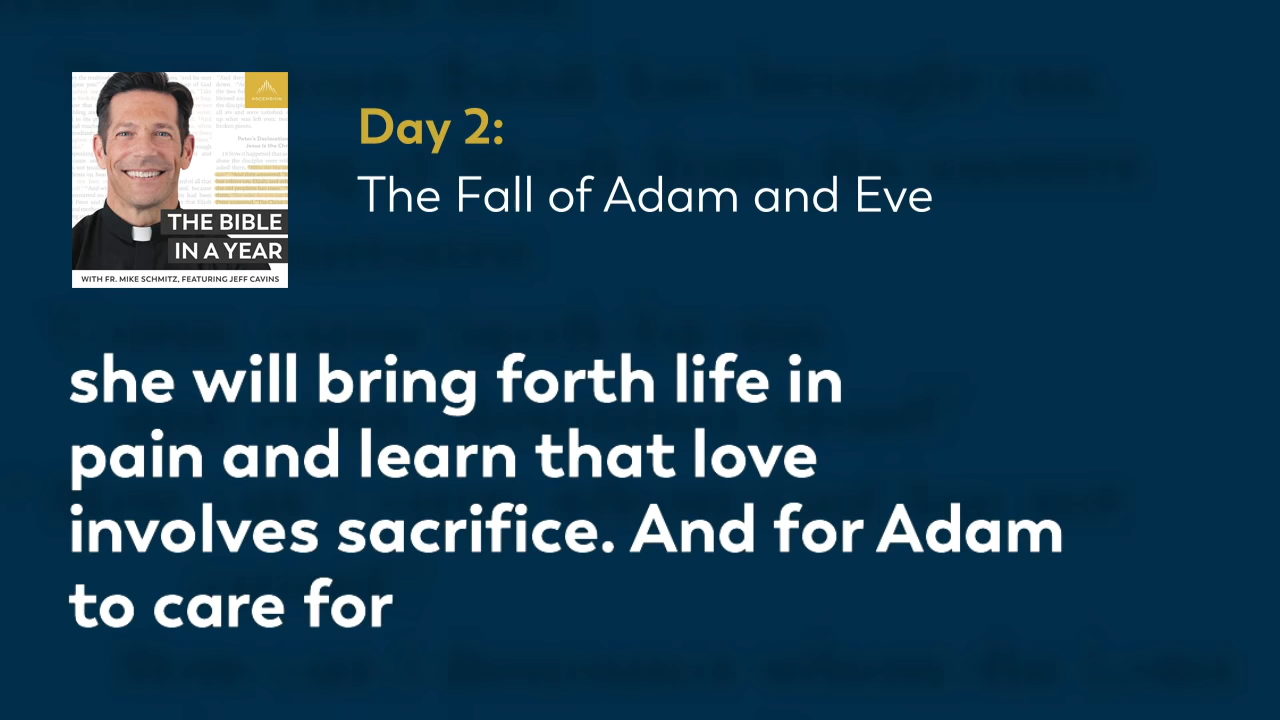 ASCENSION
THE BIBLE
IN A YEAR
WITH FR. MIKE SCHMITZ, FEATURING JEFF CAVINS
Day 2:
The Fall of Adam and Eve
she will bring forth life in
pain and learn that love
involves sacrifice. And for Adam
to care for